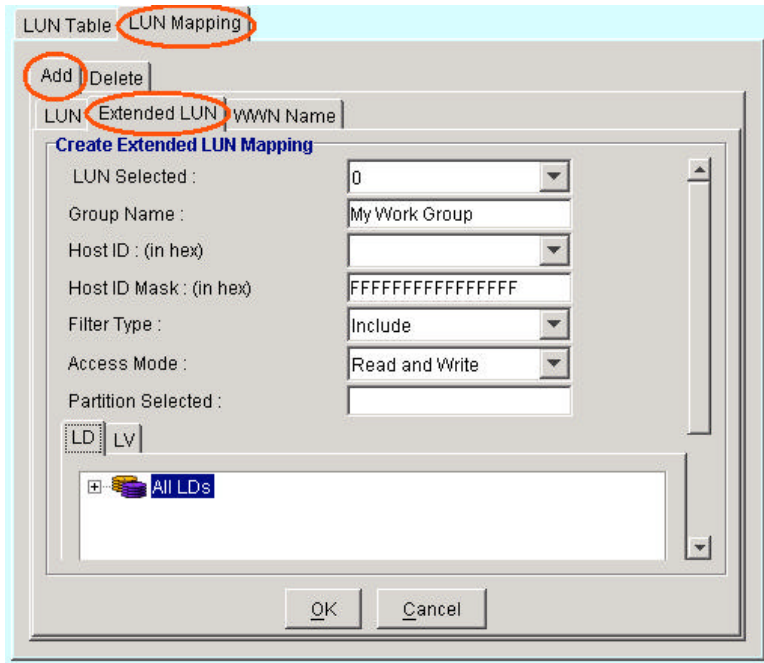 LUN Table LUN Mapping
Add Delete
LUN Extended LUN WWN Name
Create Extended LUN Mapping
LUN Selected : 0
Group Name : My Work Group
Host ID : (in hex)
Host ID Mask : (in hex) FFFFFFFFFFFFFFFF
Filter Type : Include
Access Mode : Read and Write
Partition Selected :
LD LV
All LDs
OK Cancel